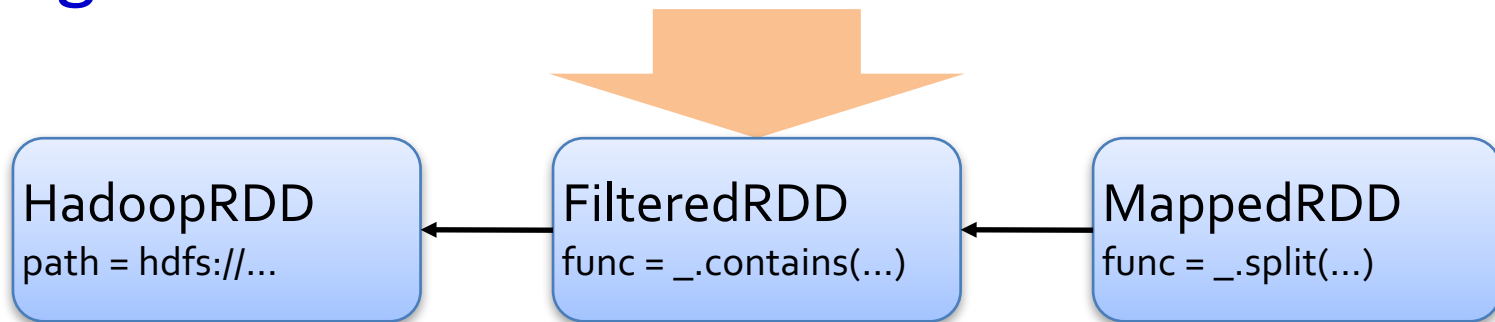 HadoopRDD
path = hdfs://...
FilteredRDD
func = _.contains(...)
MappedRDD
func = _.split(...)